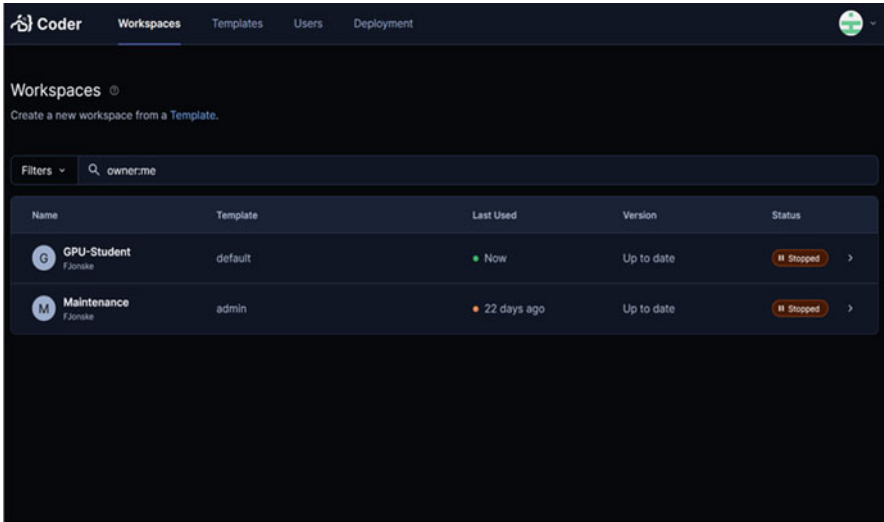 Coder Workspaces Templates Users Deployment
Workspaces
Create a new workspace from a Template.
Filters owner:me
Name Template Last Used Version Status
G GPU-Student default Now Up to date Stopped
FJonske
M Maintenance admin 22 days ago Up to date Stopped
FJonske